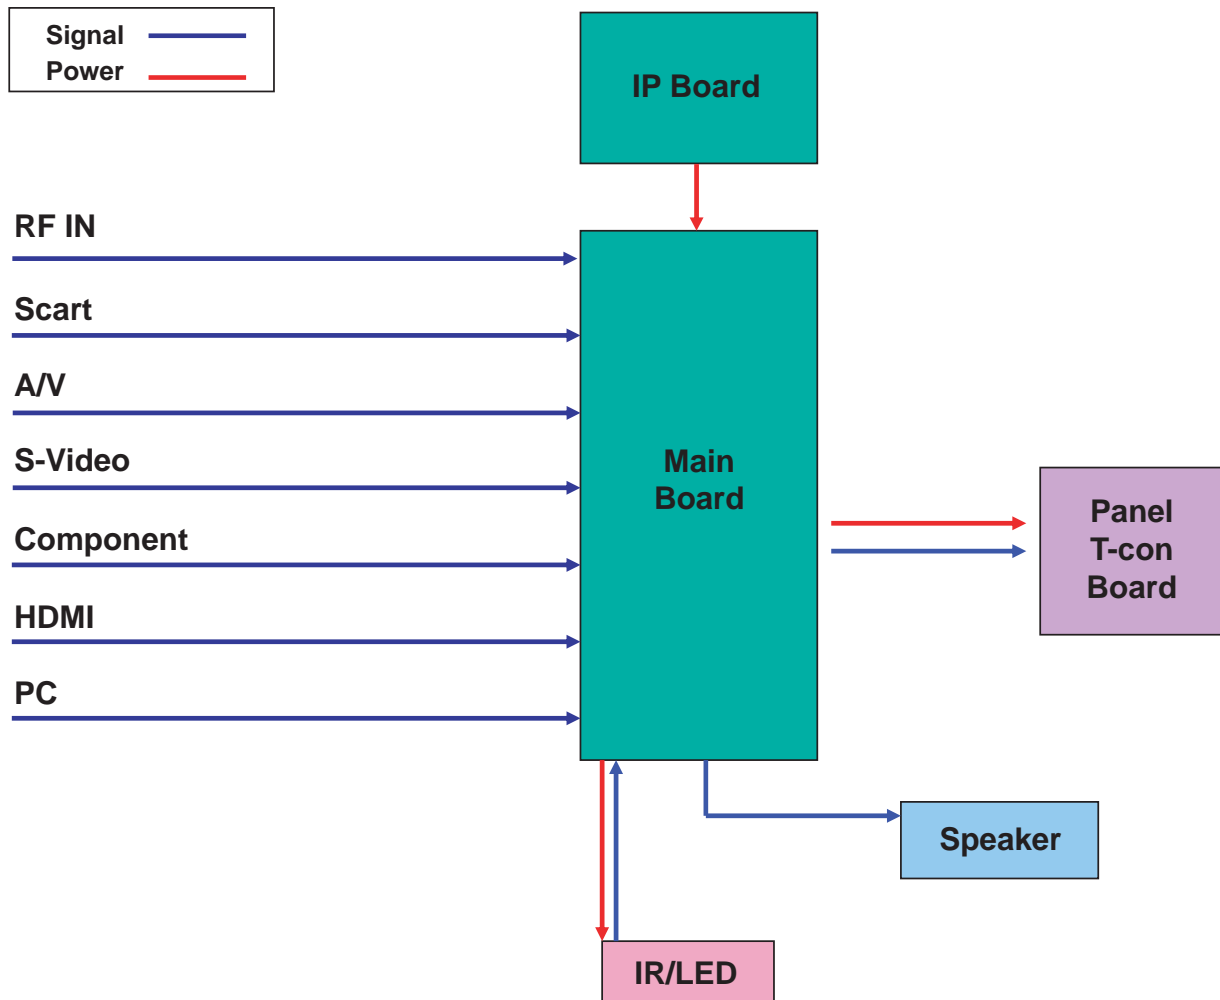 Signal
Power
IP Board
RF IN
Scart
A/V
S-Video
Component
HDMI
PC
Main
Board
Panel
T-con
Board
Speaker
IR/LED